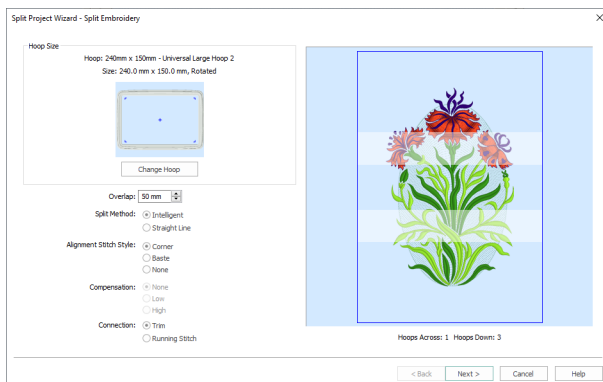 Split Project Wizard - Split Embroidery
Hoop Size
Hoop: 240mm x 150mm - Universal Large Hoop 2
Size: 240.0 mm x 150.0 mm, Rotated
Change Hoop
Overlap: 50 mm
Split Method: Intelligent
Straight Line
Alignment Stitch Style: Corner
Baste
None
Compensation: None
Low
High
Connection: Trim
Running Stitch
Hoops Across: 1 Hoops Down: 3
< Back Next > Cancel Help